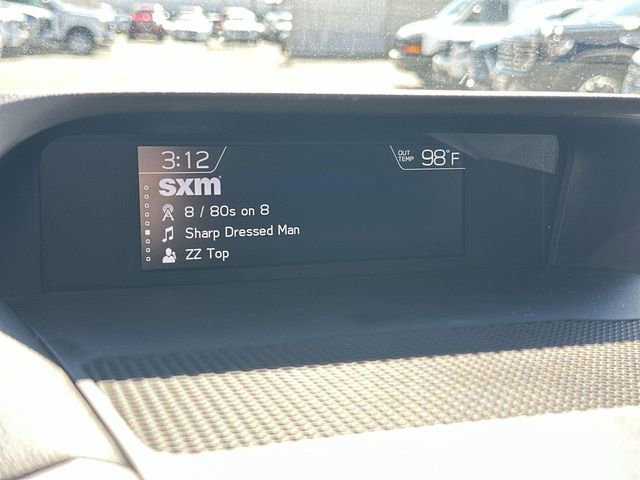 3:12
OUT TEMP 98°F
sxm
8 / 80s on 8
Sharp Dressed Man
ZZ Top